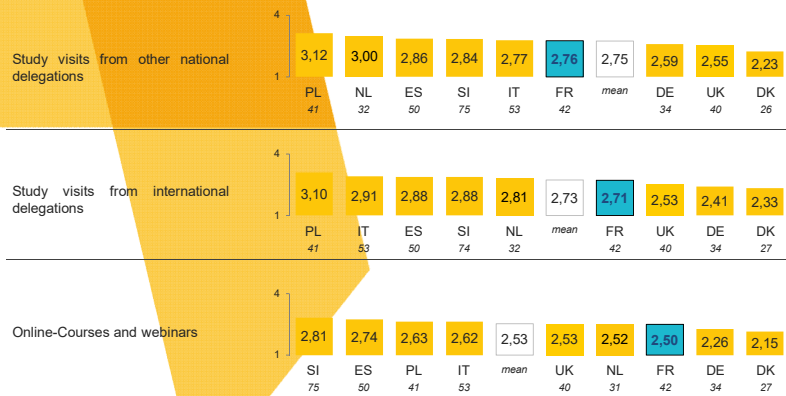 4
Study visits from other national
delegations
3,12 3,00 2,86 2,84 2,77 2,76 2,75 2,59 2,55 2,23
1
PL NL ES SI IT FR mean DE UK DK
41 32 50 75 53 42 34 40 26
4
Study visits from international
delegations
3,10 2,91 2,88 2,88 2,81 2,73 2,71 2,53 2,41 2,33
1
PL IT ES SI NL mean FR UK DE DK
41 53 50 74 32 42 40 34 27
4
Online-Courses and webinars
2,81 2,74 2,63 2,62 2,53 2,53 2,52 2,50 2,26 2,15
1
SI ES PL IT mean UK NL FR DE DK
75 50 41 53 40 31 42 34 27